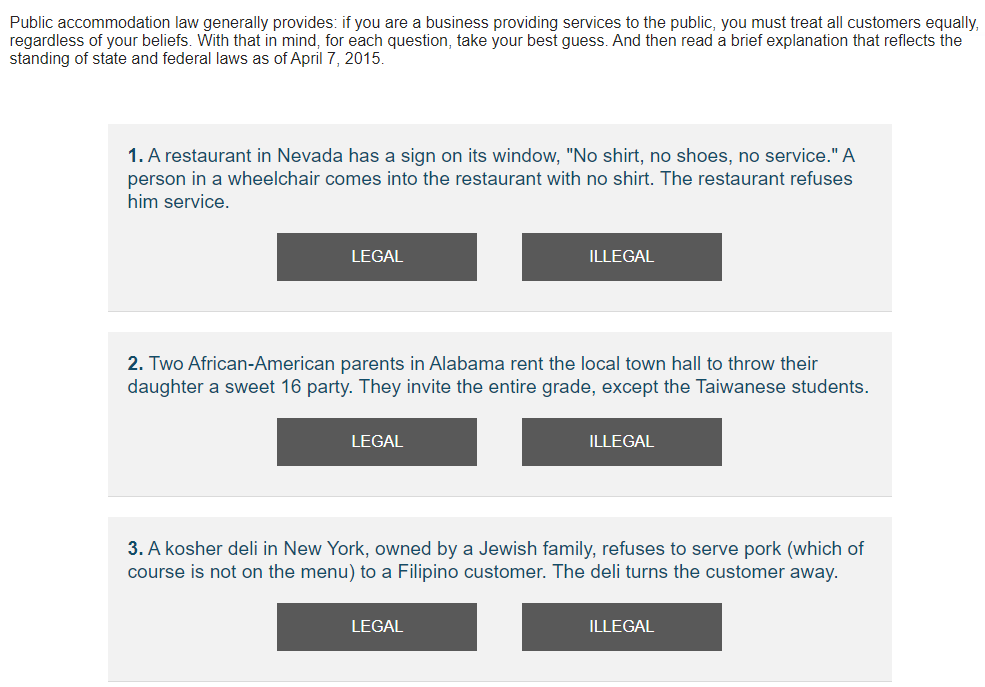 Public accommodation law generally provides: if you are a business providing services to the public, you must treat all customers equally,
regardless of your beliefs. With that in mind, for each question, take your best guess. And then read a brief explanation that reflects the
standing of state and federal laws as of April 7, 2015.
1. A restaurant in Nevada has a sign on its window, "No shirt, no shoes, no service." A
person in a wheelchair comes into the restaurant with no shirt. The restaurant refuses
him service.
LEGAL ILLEGAL
2. Two African-American parents in Alabama rent the local town hall to throw their
daughter a sweet 16 party. They invite the entire grade, except the Taiwanese students.
LEGAL ILLEGAL
3. A kosher deli in New York, owned by a Jewish family, refuses to serve pork (which of
course is not on the menu) to a Filipino customer. The deli turns the customer away.
LEGAL ILLEGAL